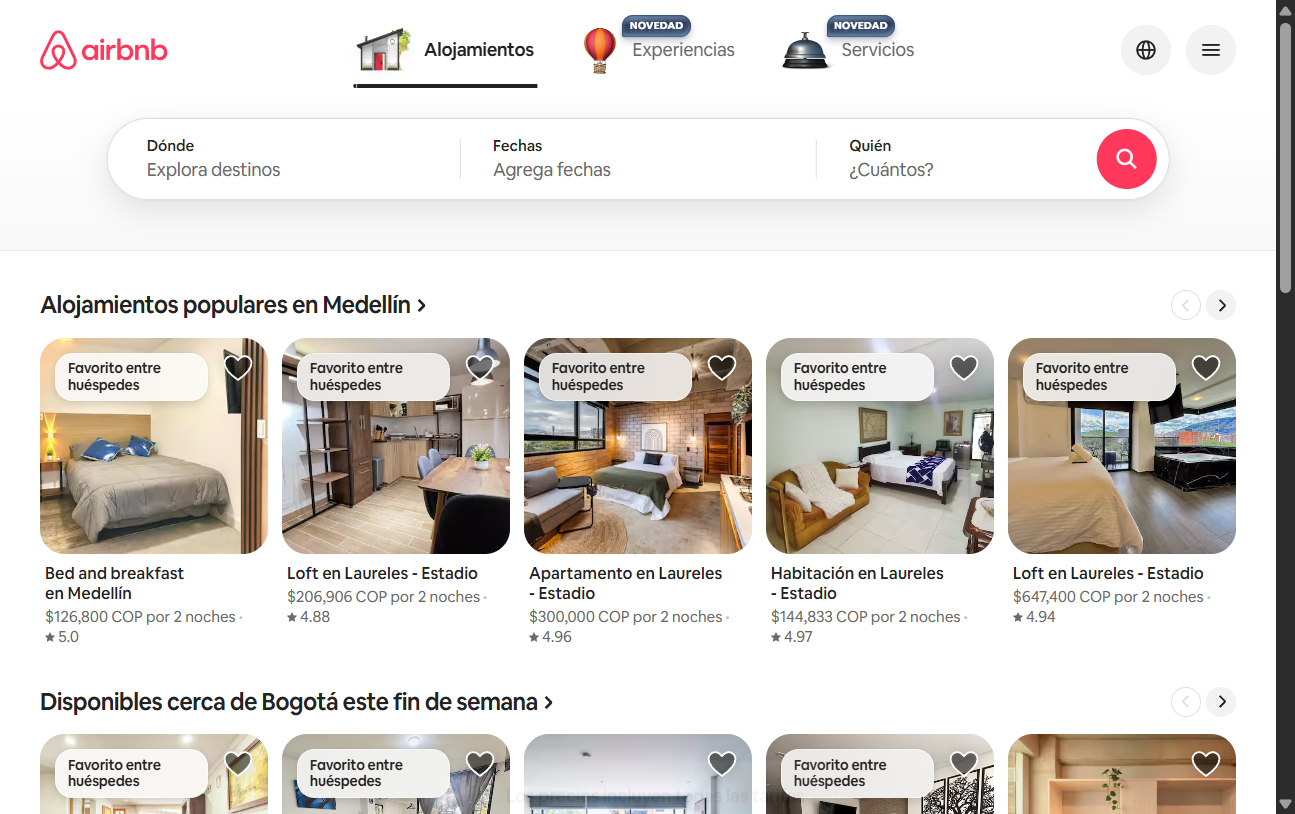 airbnb
Alojamientos
NOVEDAD
Experiencias
NOVEDAD
Servicios
Dónde
Explora destinos
Fechas
Agrega fechas
Quién
¿Cuántos?
Alojamientos populares en Medellín
Favorito entre
huéspedes
Favorito entre
huéspedes
Favorito entre
huéspedes
Favorito entre
huéspedes
Favorito entre
huéspedes
Bed and breakfast
en Medellín
$126,800 COP por 2 noches ·
★ 5.0
Loft en Laureles - Estadio
$206,906 COP por 2 noches ·
★ 4.88
Apartamento en Laureles
- Estadio
$300,000 COP por 2 noches ·
★ 4.96
Habitación en Laureles
- Estadio
$144,833 COP por 2 noches ·
★ 4.97
Loft en Laureles - Estadio
$647,400 COP por 2 noches ·
★ 4.94
Disponibles cerca de Bogotá este fin de semana
Favorito entre
huéspedes
Favorito entre
huéspedes
Favorito entre
huéspedes
Los precios incluyen todas las